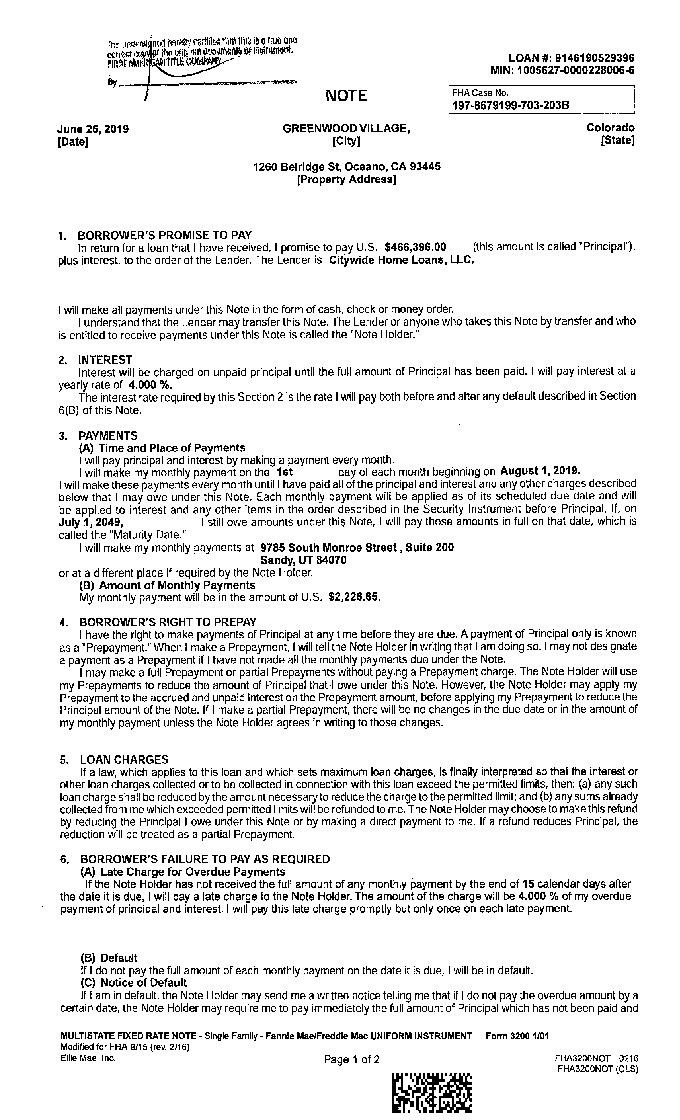 The undersigned hereby certifies that this is a true and
correct copy of the original documents or instrument.
FIRST AMERICAN TITLE COMPANY
By
LOAN #: 9146190529396
MIN: 1005627-0000228006-6
NOTE
FHA Case No.
197-8679199-703-203B
June 25, 2019
[Date]
GREENWOOD VILLAGE,
[City]
Colorado
[State]
1260 Belridge St, Oceano, CA 93445
[Property Address]
1. BORROWER'S PROMISE TO PAY
In return for a loan that I have received, I promise to pay U.S. $466,396.00 (this amount is called "Principal"),
plus interest, to the order of the Lender. The Lender is Citywide Home Loans, LLC.
I will make all payments under this Note in the form of cash, check or money order.
I understand that the Lender may transfer this Note. The Lender or anyone who takes this Note by transfer and who
is entitled to receive payments under this Note is called the "Note Holder."
2. INTEREST
Interest will be charged on unpaid principal until the full amount of Principal has been paid. I will pay interest at a
yearly rate of 4.000 %.
The interest rate required by this Section 2 is the rate I will pay both before and after any default described in Section
6(B) of this Note.
3. PAYMENTS
(A) Time and Place of Payments
I will pay principal and interest by making a payment every month.
I will make my monthly payment on the 1st day of each month beginning on August 1, 2019.
I will make these payments every month until I have paid all of the principal and interest and any other charges described
below that I may owe under this Note. Each monthly payment will be applied as of its scheduled due date and will
be applied to interest and any other items in the order described in the Security Instrument before Principal. If, on
July 1, 2049, I still owe amounts under this Note, I will pay those amounts in full on that date, which is
called the "Maturity Date."
I will make my monthly payments at 9785 South Monroe Street , Suite 200
Sandy, UT 84070
or at a different place if required by the Note Holder.
(B) Amount of Monthly Payments
My monthly payment will be in the amount of U.S. $2,226.65.
4. BORROWER'S RIGHT TO PREPAY
I have the right to make payments of Principal at any time before they are due. A payment of Principal only is known
as a "Prepayment." When I make a Prepayment, I will tell the Note Holder in writing that I am doing so. I may not designate
a payment as a Prepayment if I have not made all the monthly payments due under the Note.
I may make a full Prepayment or partial Prepayments without paying a Prepayment charge. The Note Holder will use
my Prepayments to reduce the amount of Principal that I owe under this Note. However, the Note Holder may apply my
Prepayment to the accrued and unpaid interest on the Prepayment amount, before applying my Prepayment to reduce the
Principal amount of the Note. If I make a partial Prepayment, there will be no changes in the due date or in the amount of
my monthly payment unless the Note Holder agrees in writing to those changes.
5. LOAN CHARGES
If a law, which applies to this loan and which sets maximum loan charges, is finally interpreted so that the interest or
other loan charges collected or to be collected in connection with this loan exceed the permitted limits, then: (a) any such
loan charge shall be reduced by the amount necessary to reduce the charge to the permitted limit; and (b) any sums already
collected from me which exceeded permitted limits will be refunded to me. The Note Holder may choose to make this refund
by reducing the Principal I owe under this Note or by making a direct payment to me. If a refund reduces Principal, the
reduction will be treated as a partial Prepayment.
6. BORROWER'S FAILURE TO PAY AS REQUIRED
(A) Late Charge for Overdue Payments
If the Note Holder has not received the full amount of any monthly payment by the end of 15 calendar days after
the date it is due, I will pay a late charge to the Note Holder. The amount of the charge will be 4.000 % of my overdue
payment of principal and interest. I will pay this late charge promptly but only once on each late payment.
(B) Default
If I do not pay the full amount of each monthly payment on the date it is due, I will be in default.
(C) Notice of Default
If I am in default, the Note Holder may send me a written notice telling me that if I do not pay the overdue amount by a
certain date, the Note Holder may require me to pay immediately the full amount of Principal which has not been paid and
MULTISTATE FIXED RATE NOTE - Single Family - Fannie Mae/Freddie Mac UNIFORM INSTRUMENT Form 3200 1/01
Modified for FHA 9/15 (rev. 2/16)
Ellie Mae, Inc.
Page 1 of 2
FHA3200NOT 0216
FHA3200NOT (CLS)